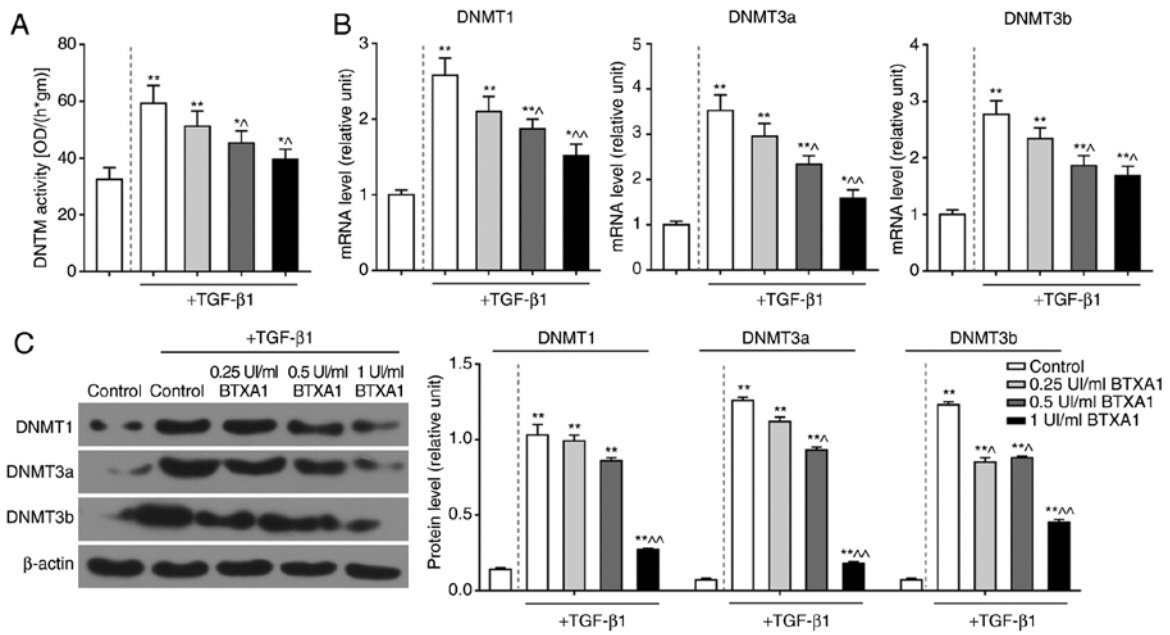 A
DNTM activity [OD/(h*gm)]
80
60
40
20
0
** ** *^ *^
+TGF-β1
B
DNMT1
mRNA level (relative unit)
3
2
1
0
** ** **^ *^^
+TGF-β1
DNMT3a
mRNA level (relative unit)
5
4
3
2
1
0
** ** **^ *^^
+TGF-β1
DNMT3b
mRNA level (relative unit)
4
3
2
1
0
** ** **^ **^
+TGF-β1
C
+TGF-β1
0.25 UI/ml 0.5 UI/ml 1 UI/ml
Control Control BTXA1 BTXA1 BTXA1
DNMT1
DNMT3a
DNMT3b
β-actin
DNMT1 DNMT3a DNMT3b
Protein level (relative unit)
1.5
1.0
0.5
0.0
** ** ** **^^
** ** **^ **^^
** **^ **^ **^^
Control
0.25 UI/ml BTXA1
0.5 UI/ml BTXA1
1 UI/ml BTXA1
+TGF-β1 +TGF-β1 +TGF-β1